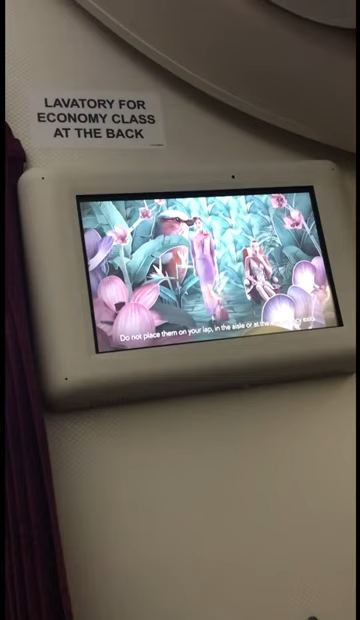 LAVATORY FOR
ECONOMY CLASS
AT THE BACK
Do not place them on your lap, in the aisle or at the